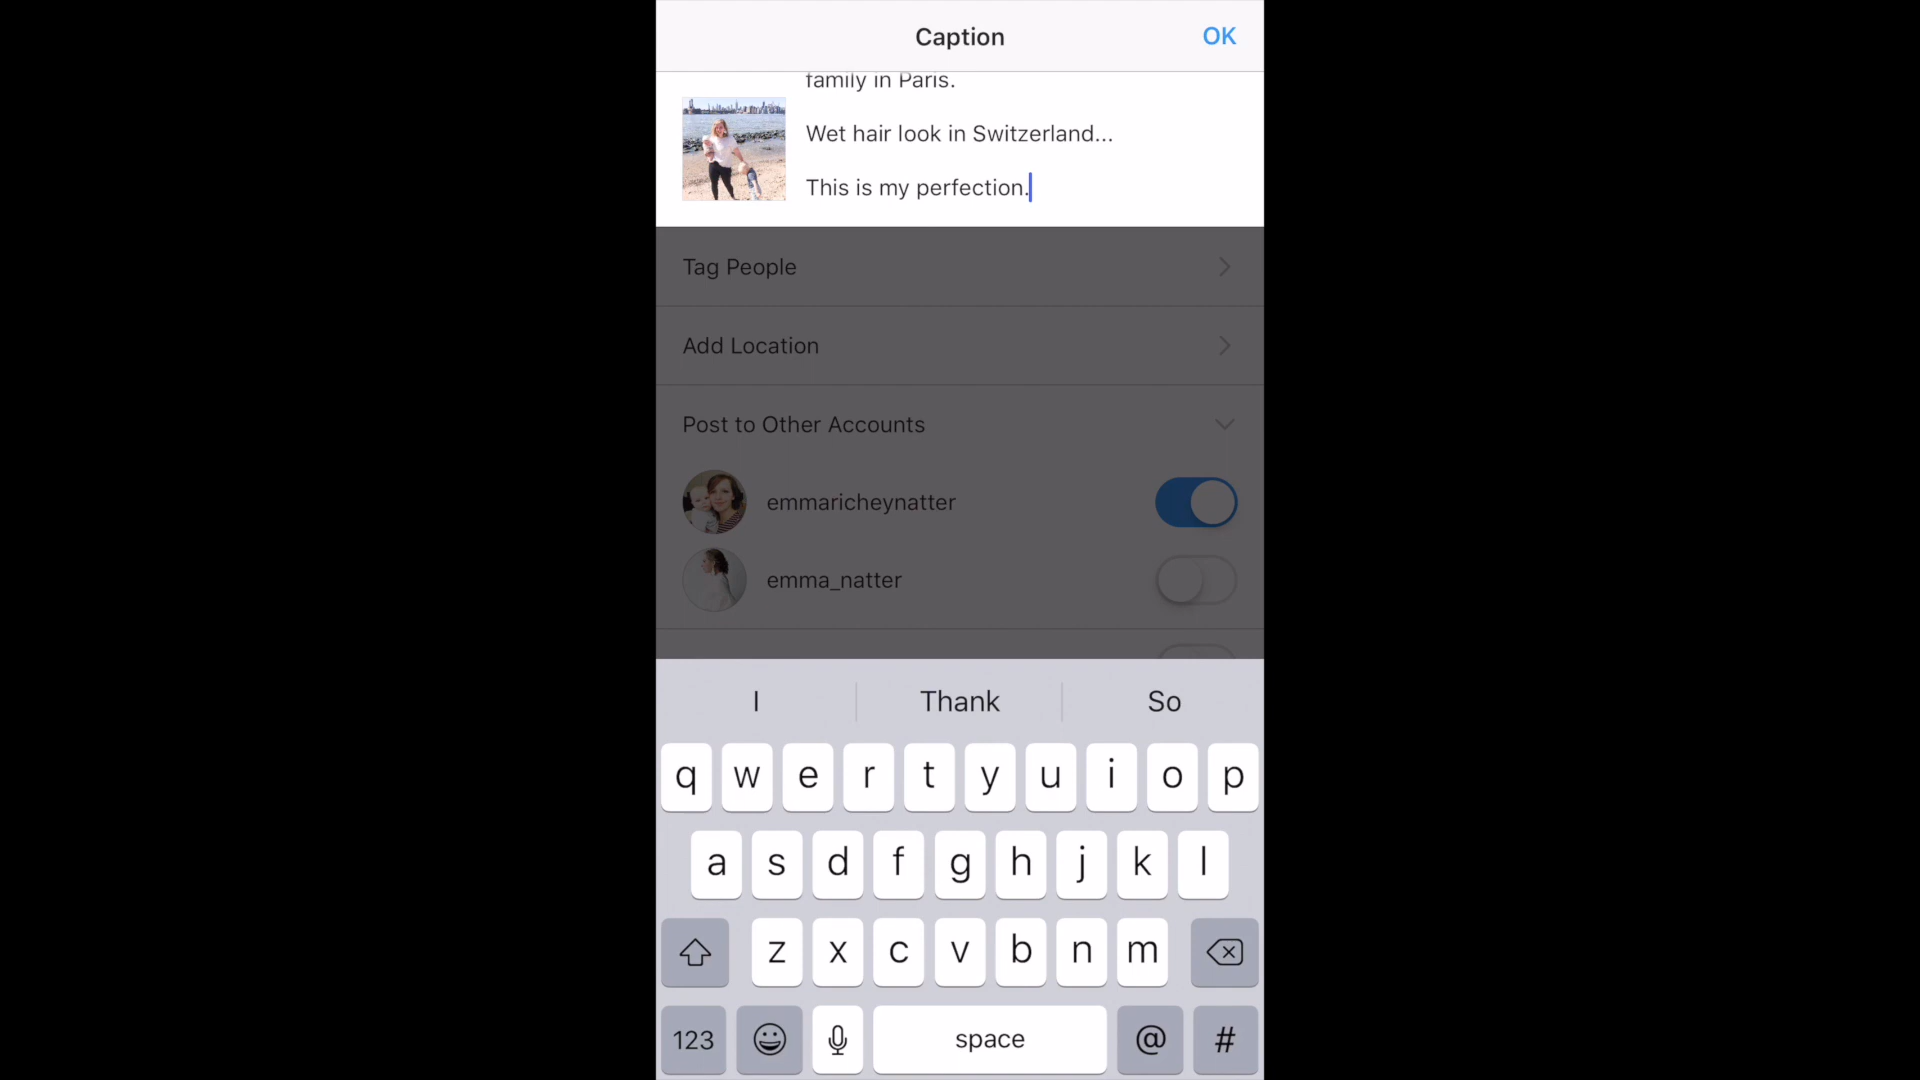 Caption
OK
family in Paris.
Wet hair look in Switzerland...
This is my perfection.
Tag People
Add Location
Post to Other Accounts
emmaricheynatter
emma_natter
I
Thank
So
q w e r t y u i o p
a s d f g h j k l
z x c v b n m
123
space
@
#